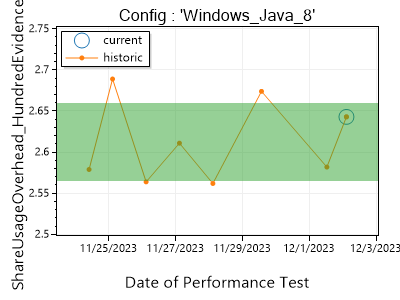 Config : 'Windows_Java_8'
ShareUsageOverhead_HundredEvidence
current
historic
2.75
2.7
2.65
2.6
2.55
2.5
11/25/2023
11/27/2023
11/29/2023
12/1/2023
12/3/2023
Date of Performance Test